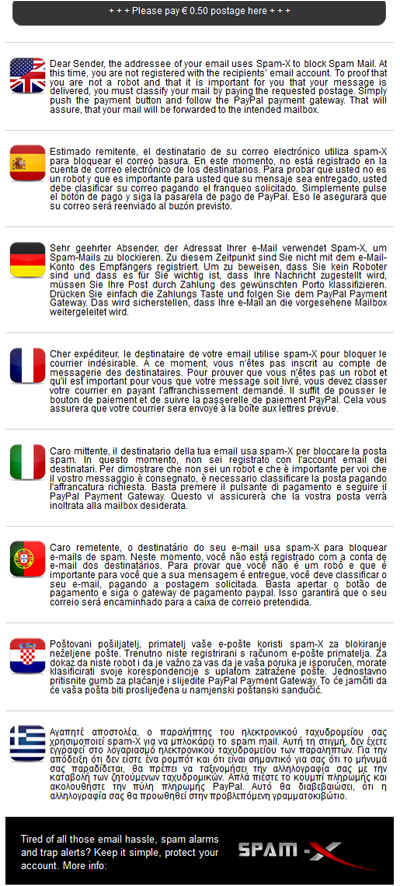 + + + Please pay € 0.50 postage here + + +
Dear Sender, the addressee of your email uses Spam-X to block Spam Mail. At
this time, you are not registered with the recipients' email account. To proof that
you are not a robot and that it is important for you that your message is
delivered, you must classify your mail by paying the requested postage. Simply
push the payment button and follow the PayPal payment gateway. That will
assure, that your mail will be forwarded to the intended mailbox.
Estimado remitente, el destinatario de su correo electrónico utiliza spam-X
para bloquear el correo basura. En este momento, no está registrado en la
cuenta de correo electrónico de los destinatarios. Para probar que usted no es
un robot y que es importante para usted que su mensaje sea entregado, usted
debe clasificar su correo pagando el franqueo solicitado. Simplemente pulse
el botón de pago y siga la pasarela de pago de PayPal. Eso le asegurará que
su correo será reenviado al buzón previsto.
Sehr geehrter Absender, der Adressat Ihrer e-Mail verwendet Spam-X, um
Spam-Mails zu blockieren. Zu diesem Zeitpunkt sind Sie nicht mit dem e-Mail-
Konto des Empfängers registriert. Um zu beweisen, dass Sie kein Roboter
sind und dass es für Sie wichtig ist, dass Ihre Nachricht zugestellt wird,
müssen Sie Ihre Post durch Zahlung des gewünschten Porto klassifizieren.
Drücken Sie einfach die Zahlungs Taste und folgen Sie dem PayPal Payment
Gateway. Das wird sicherstellen, dass Ihre e-Mail an die vorgesehene Mailbox
weitergeleitet wird.
Cher expéditeur, le destinataire de votre email utilise spam-X pour bloquer le
courrier indésirable. À ce moment, vous n'êtes pas inscrit au compte de
messagerie des destinataires. Pour prouver que vous n'êtes pas un robot et
qu'il est important pour vous que votre message soit livré, vous devez classer
votre courrier en payant l'affranchissement demandé. Il suffit de pousser le
bouton de paiement et de suivre la passerelle de paiement PayPal. Cela vous
assurera que votre courrier sera envoyé à la boîte aux lettres prévue.
Caro mittente, il destinatario della tua email usa spam-X per bloccare la posta
spam. In questo momento, non sei registrato con l'account email dei
destinatari. Per dimostrare che non sei un robot e che è importante per voi che
il vostro messaggio è consegnato, è necessario classificare la posta pagando
l'affrancatura richiesta. Basta premere il pulsante di pagamento e seguire il
PayPal Payment Gateway. Questo vi assicurerà che la vostra posta verrà
inoltrata alla mailbox desiderata.
Caro remetente, o destinatário do seu e-mail usa spam-X para bloquear
e-mails de spam. Neste momento, você não está registrado com a conta de
e-mail dos destinatários. Para provar que você não é um robô e que é
importante para você que a sua mensagem é entregue, você deve classificar o
seu e-mail, pagando a postagem solicitada. Basta apertar o botão de
pagamento e siga o gateway de pagamento paypal. Isso garantirá que o seu
correio será encaminhado para a caixa de correio pretendida.
Poštovani pošiljatelj, primatelj vaše e-pošte koristi spam-X za blokiranje
neželjene pošte. Trenutno niste registrirani s računom e-pošte primatelja. Za
dokaz da niste robot i da je važno za vas da je vaša poruka je isporučen, morate
klasificirati svoje korespondencije s uplatom zatražene pošte. Jednostavno
pritisnite gumb za plaćanje i slijedite PayPal Payment Gateway. To će jamčiti da
će vaša pošta biti proslijeđena u namjenski poštanski sandučić.
Αγαπητέ αποστολέα, ο παραλήπτης του ηλεκτρονικού ταχυδρομείου σας
χρησιμοποιεί spam-X για να μπλοκάρει το spam mail. Αυτή τη στιγμή, δεν έχετε
εγγραφεί στο λογαριασμό ηλεκτρονικού ταχυδρομείου των παραληπτών. Για την
απόδειξη ότι δεν είστε ένα ρομπότ και ότι είναι σημαντικό για σας ότι το μήνυμά
σας παραδίδεται, θα πρέπει να ταξινομήσει την αλληλογραφία σας με την
καταβολή των ζητούμενων ταχυδρομικών. Απλά πιέστε το κουμπί πληρωμής και
ακολουθήστε την πύλη πληρωμής PayPal. Αυτό θα διαβεβαιώσει, ότι η
αλληλογραφία σας θα προωθηθεί στην προβλεπόμενη γραμματοκιβώτιο.
Tired of all those email hassle, spam alarms
and trap alerts? Keep it simple, protect your
account. More info:
SPAM-X